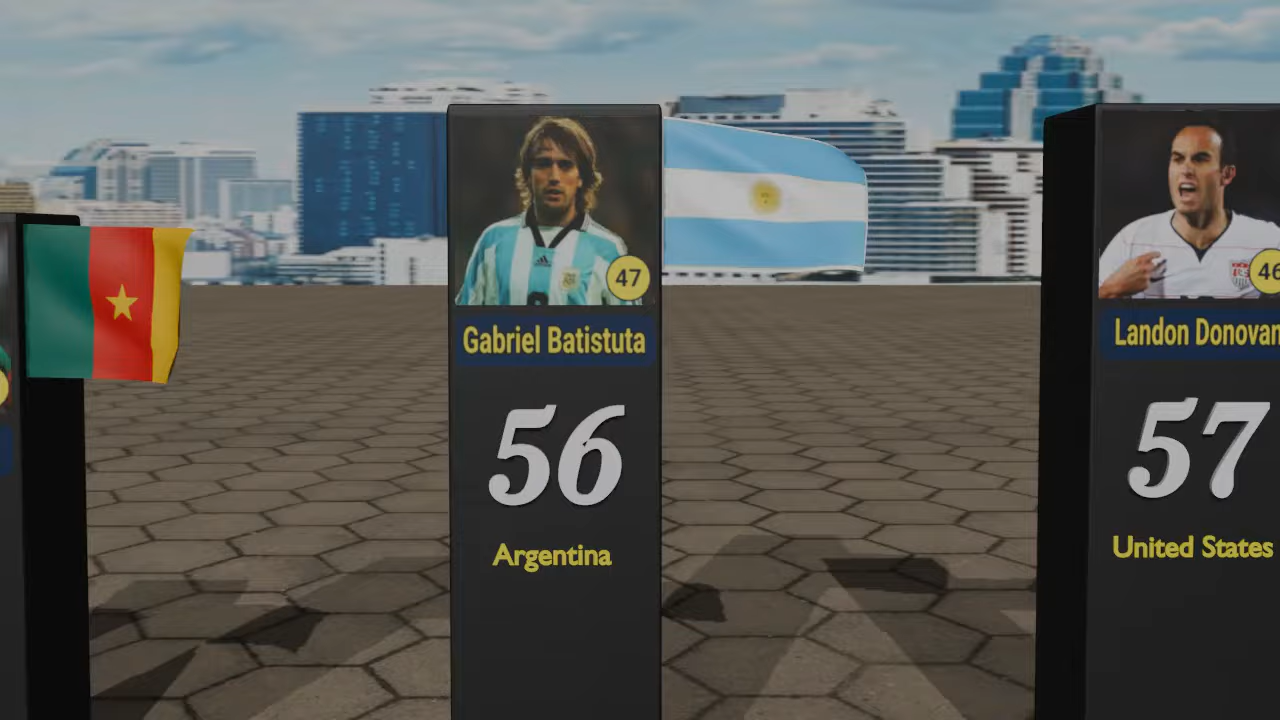 47
Gabriel Batistuta
56
Argentina
46
Landon Donovan
57
United States